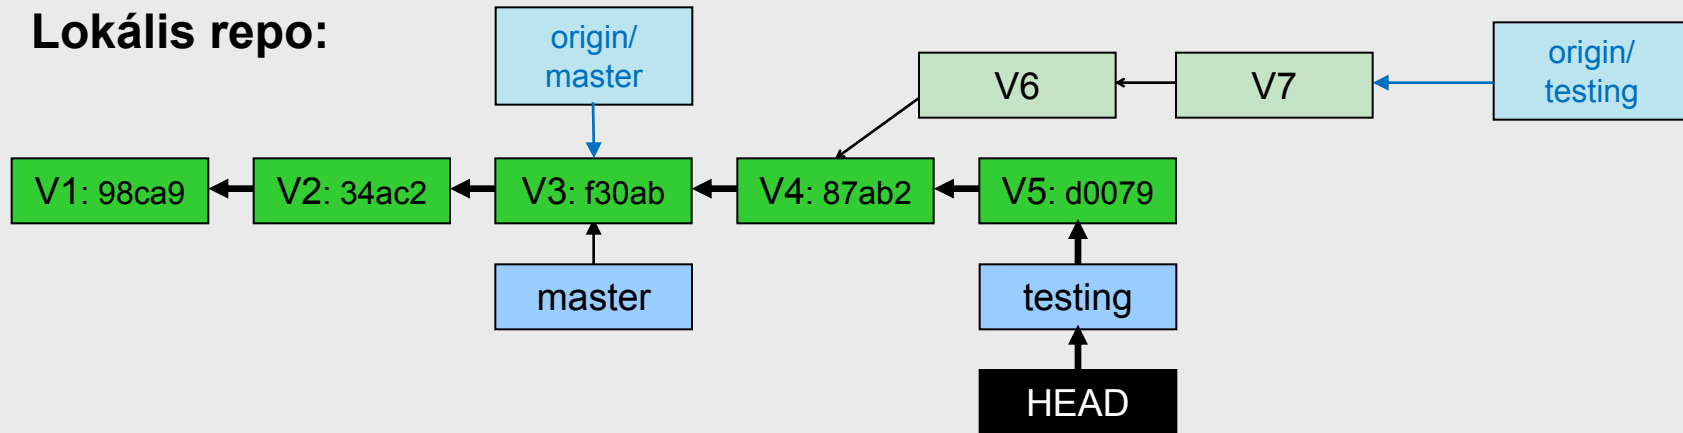 Lokális repo:
origin/
master
V6
V7
origin/
testing
V1: 98ca9
V2: 34ac2
V3: f30ab
V4: 87ab2
V5: d0079
master
testing
HEAD